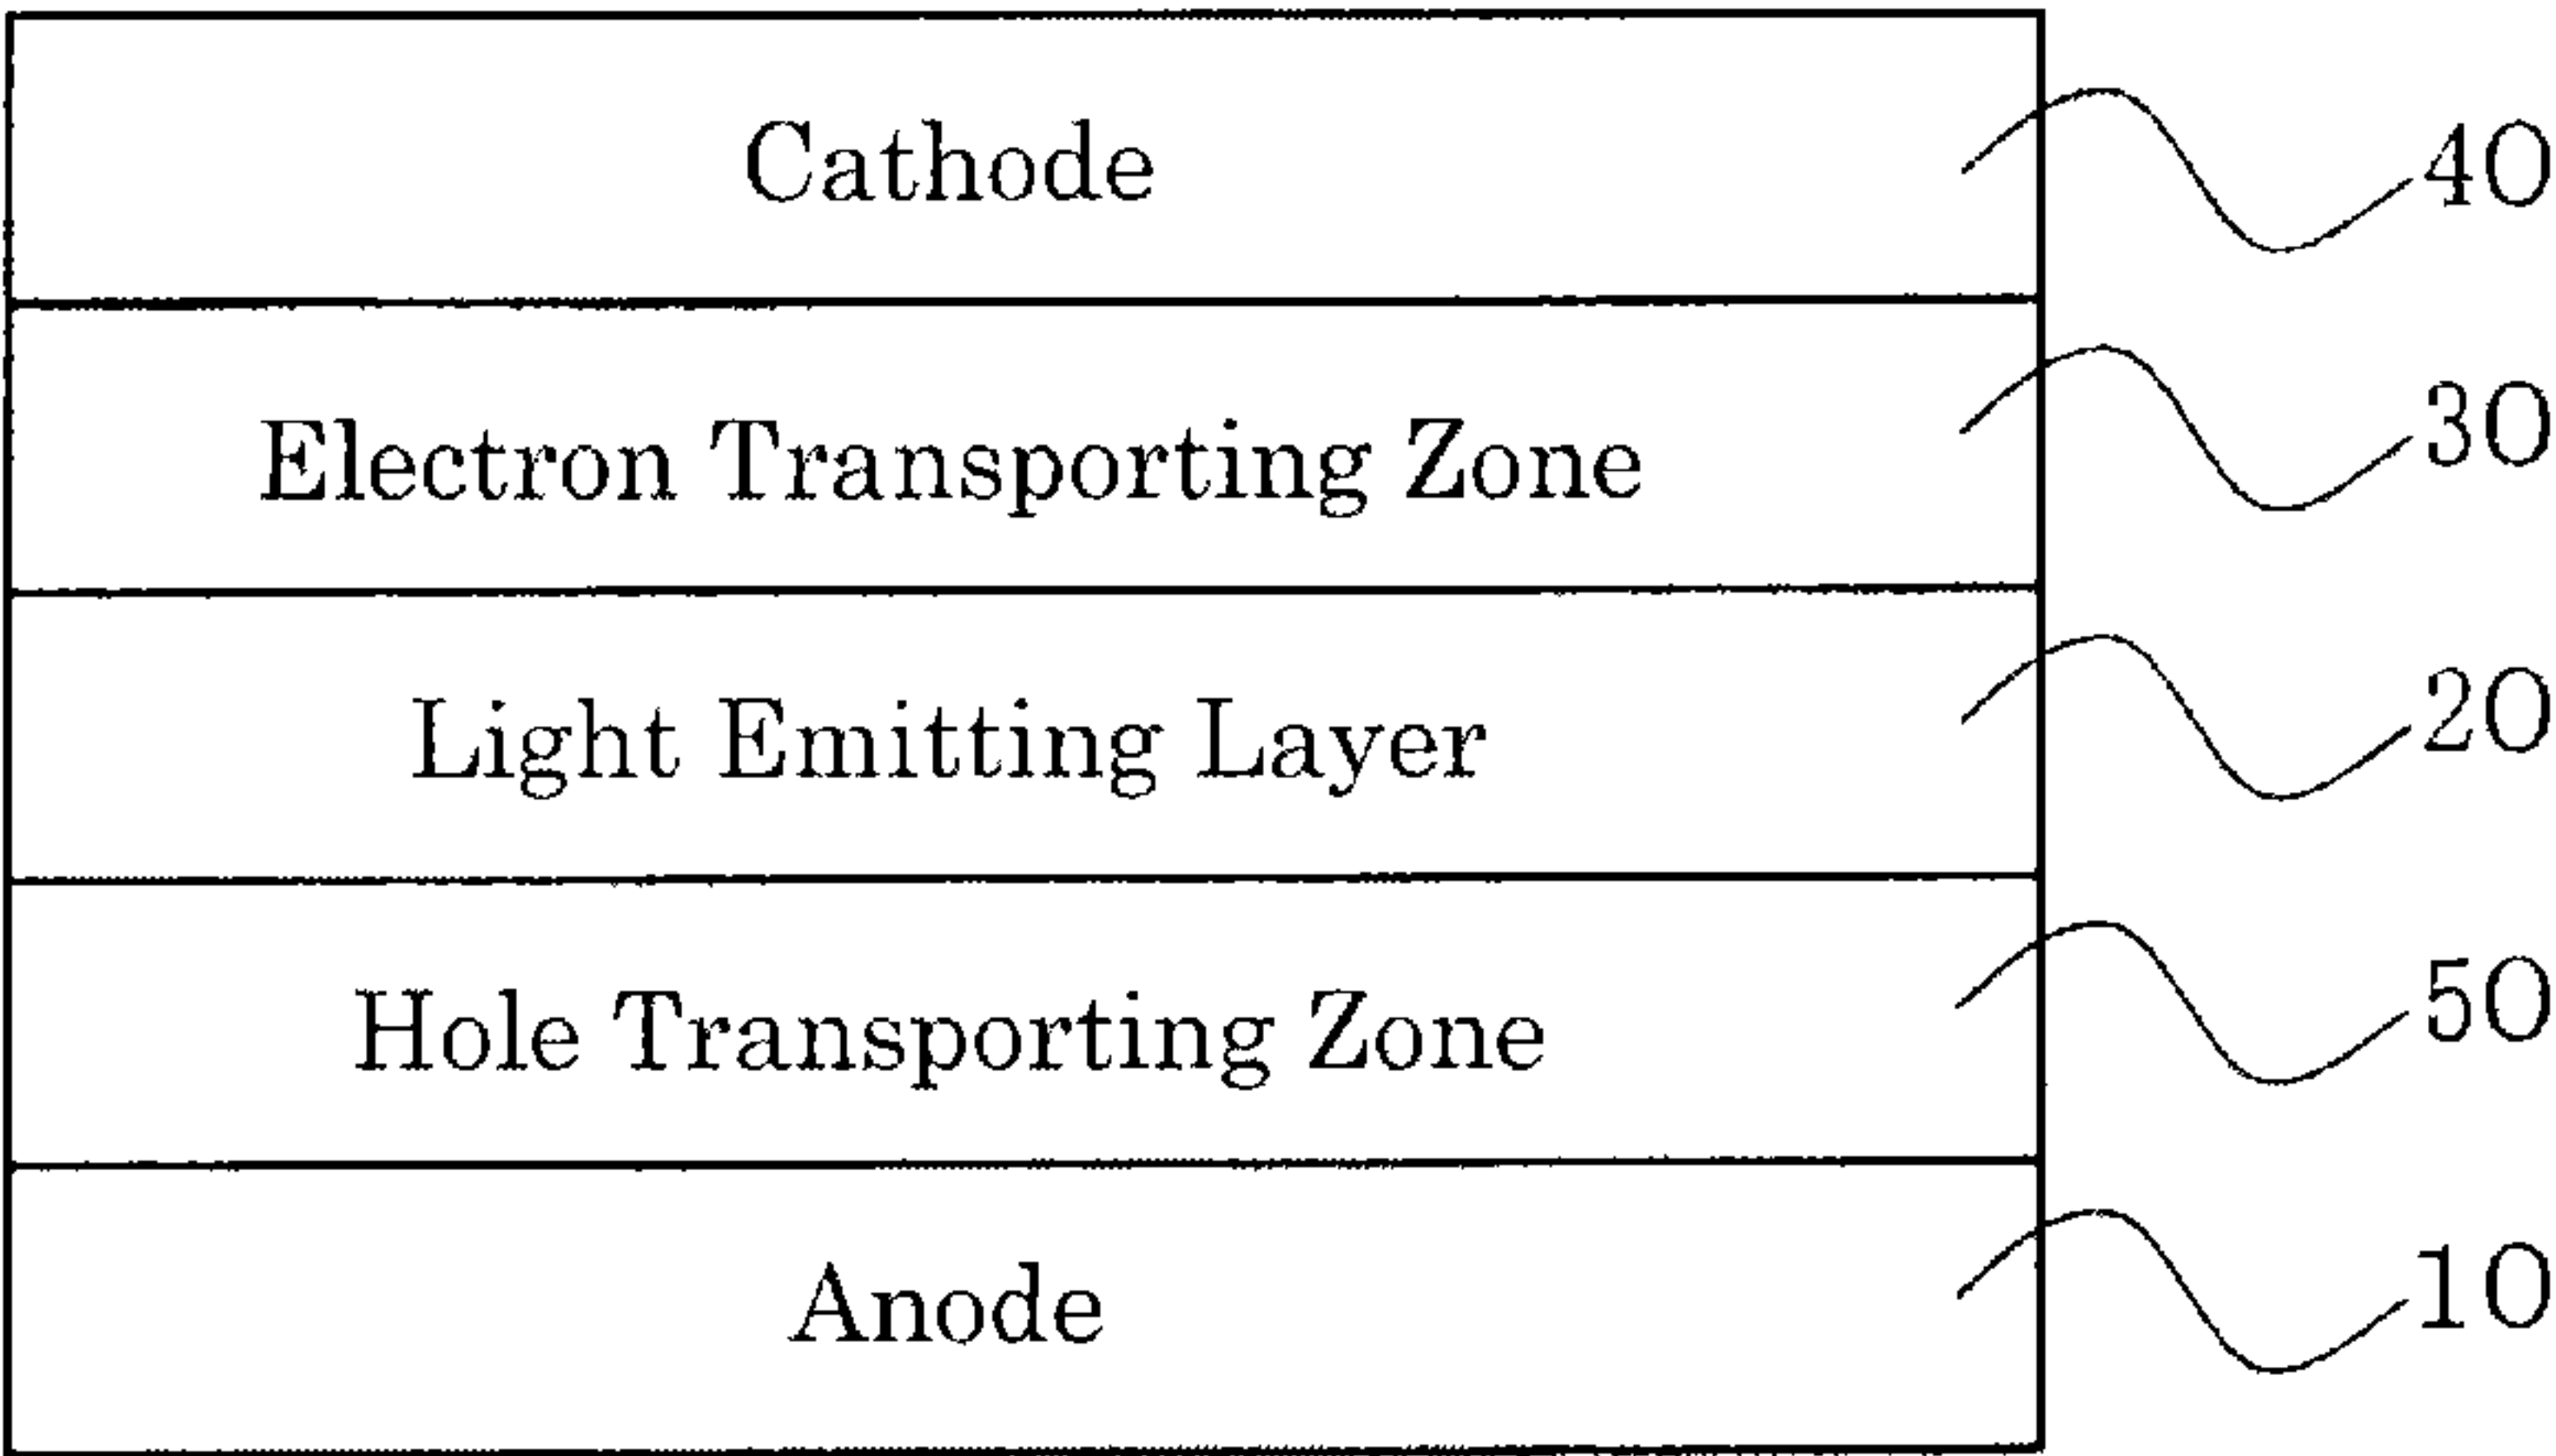 Cathode 40
Electron Transporting Zone 30
Light Emitting Layer 20
Hole Transporting Zone 50
Anode 10